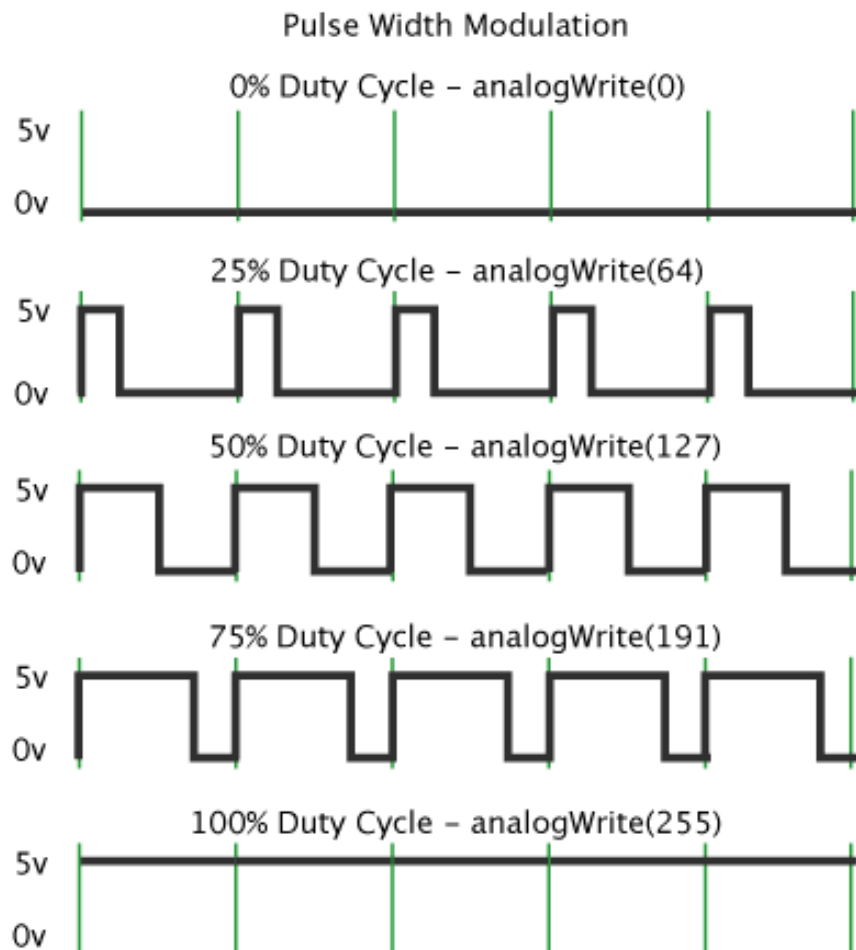 Pulse Width Modulation
0% Duty Cycle – analogWrite(0)
5v
0v
25% Duty Cycle – analogWrite(64)
5v
0v
50% Duty Cycle – analogWrite(127)
5v
0v
75% Duty Cycle – analogWrite(191)
5v
0v
100% Duty Cycle – analogWrite(255)
5v
0v